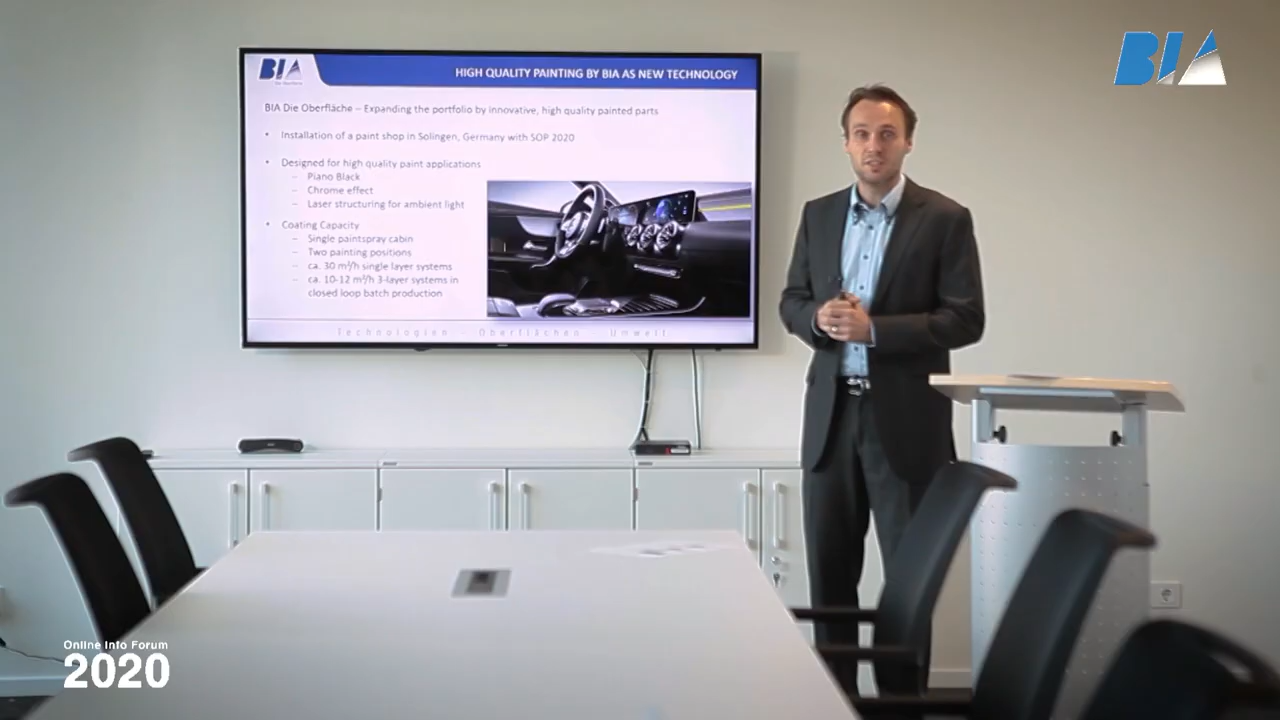 BIA
BIA
HIGH QUALITY PAINTING BY BIA AS NEW TECHNOLOGY
BIA Die Oberfläche – Expanding the portfolio by innovative, high quality painted parts
• Installation of a paint shop in Solingen, Germany with SOP 2020
• Designed for high quality paint applications
– Piano Black
– Chrome effect
– Laser structuring for ambient light
• Coating Capacity
– Single paintspray cabin
– Two painting positions
– ca. 30 m²/h single layer systems
– ca. 10-12 m²/h 3-layer systems in
closed loop batch production
Technologien - Oberflächen - Umwelt
Online Info Forum
2020